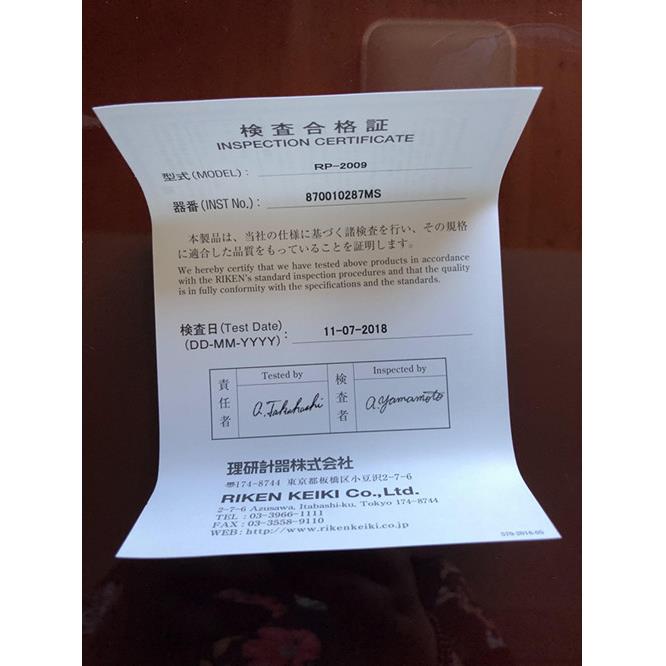 検査合格証
INSPECTION CERTIFICATE
型式(MODEL): RP-2009
器番(INST No.): 870010287MS
本製品は、当社の仕様に基づく諸検査を行い、その規格
に適合した品質をもっていることを証明します。
We hereby certify that we have tested above products in accordance
with the RIKEN's standard inspection procedures and that the quality
is in fully conformity with the specifications and the standards.
検査日(Test Date)
(DD-MM-YYYY): 11-07-2018
責任者 Tested by 検査者 Inspected by
A.Takahashi A.Yamamoto
理研計器株式会社
〠174-8744 東京都板橋区小豆沢2-7-6
RIKEN KEIKI Co.,Ltd.
2-7-6 Azusawa, Itabashi-ku, Tokyo 174-8744
TEL : 03-3966-1111
FAX : 03-3558-9110
WEB: http://www.rikenkeiki.co.jp